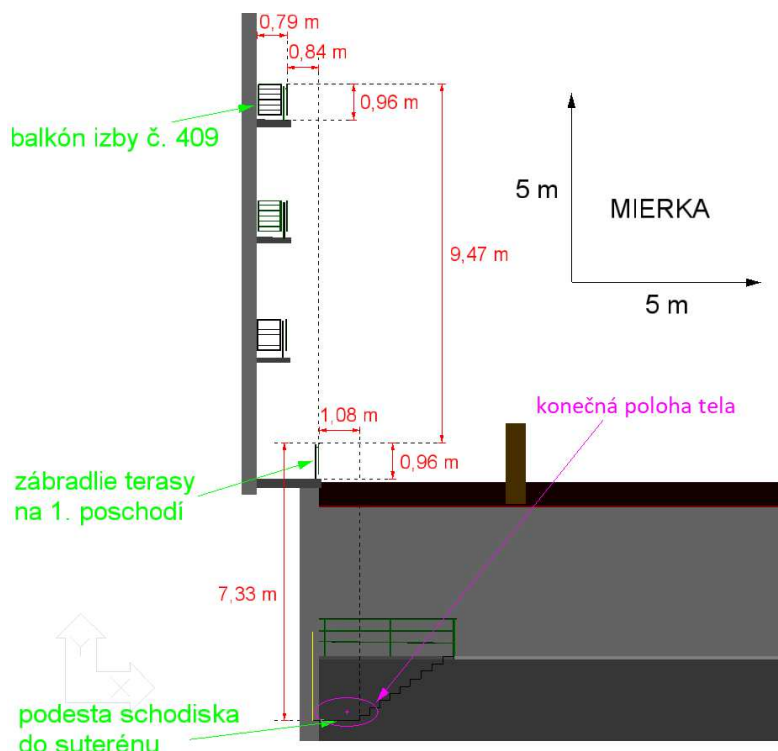 0,79 m
0,84 m
0,96 m
balkón izby č. 409
5 m
MIERKA
9,47 m
5 m
1,08 m
konečná poloha tela
0,96 m
zábradlie terasy
na 1. poschodí
7,33 m
Y
X
podesta schodiska
do suterénu